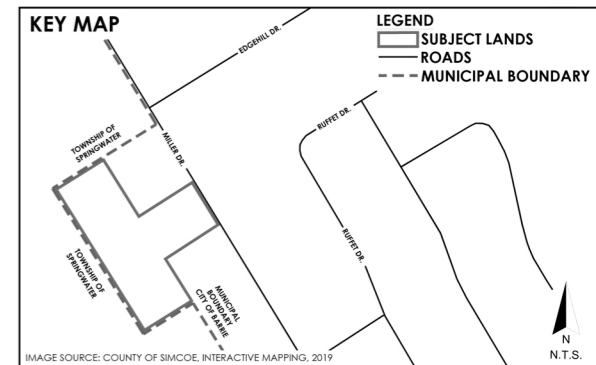 KEY MAP
LEGEND
SUBJECT LANDS
ROADS
MUNICIPAL BOUNDARY
EDGEHILL DR.
RUFFET DR.
TOWNSHIP OF
SPRINGWATER
MILLER DR.
RUFFET DR.
TOWNSHIP OF
SPRINGWATER
MUNICIPAL
BOUNDARY
CITY OF BARRIE
N
N.T.S.
IMAGE SOURCE: COUNTY OF SIMCOE, INTERACTIVE MAPPING, 2019